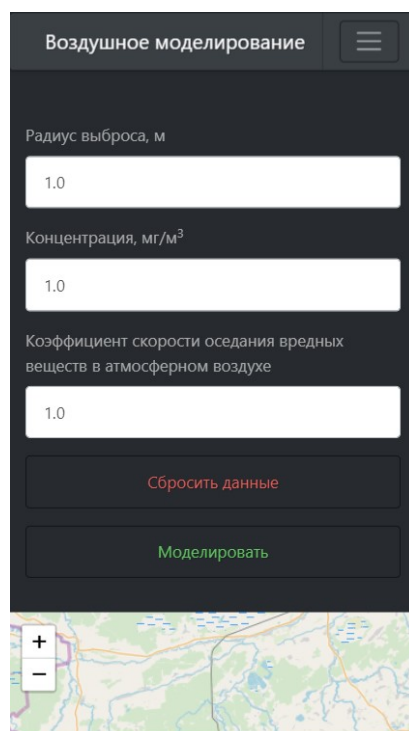 Воздушное моделирование
Радиус выброса, м
1.0
Концентрация, мг/м³
1.0
Коэффициент скорости оседания вредных
веществ в атмосферном воздухе
1.0
Сбросить данные
Моделировать
+
−